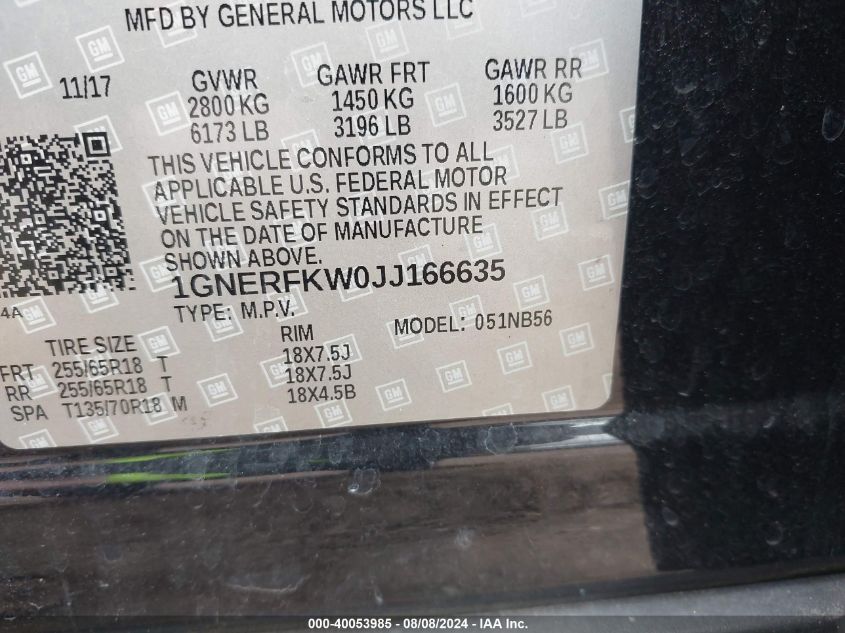 MFD BY GENERAL MOTORS LLC
11/17 GVWR GAWR FRT GAWR RR
2800 KG 1450 KG 1600 KG
6173 LB 3196 LB 3527 LB
THIS VEHICLE CONFORMS TO ALL
APPLICABLE U.S. FEDERAL MOTOR
VEHICLE SAFETY STANDARDS IN EFFECT
ON THE DATE OF MANUFACTURE
SHOWN ABOVE.
1GNERFKW0JJ166635
4A TYPE: M.P.V. MODEL: 051NB56
TIRE SIZE RIM
FRT 255/65R18 T 18X7.5J
RR 255/65R18 T 18X7.5J
SPA T135/70R18 M 18X4.5B
GM
000-40053985 - 08/08/2024 - IAA Inc.